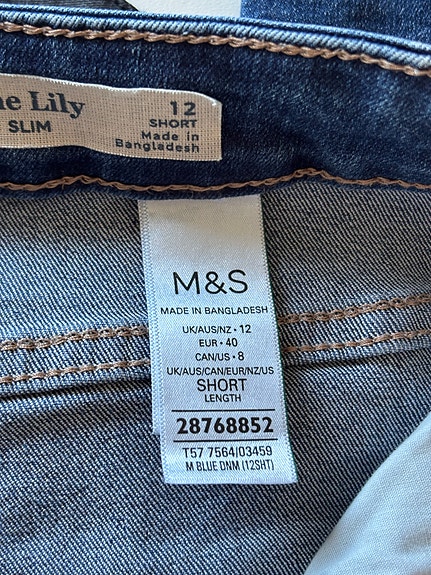 he Lily
SLIM
12
SHORT
Made in
Bangladesh
M&S
MADE IN BANGLADESH
UK/AUS/NZ • 12
EUR • 40
CAN/US • 8
UK/AUS/CAN/EUR/NZ/US
SHORT
LENGTH
28768852
T57 7564|03459
M BLUE DNM (12SHT)